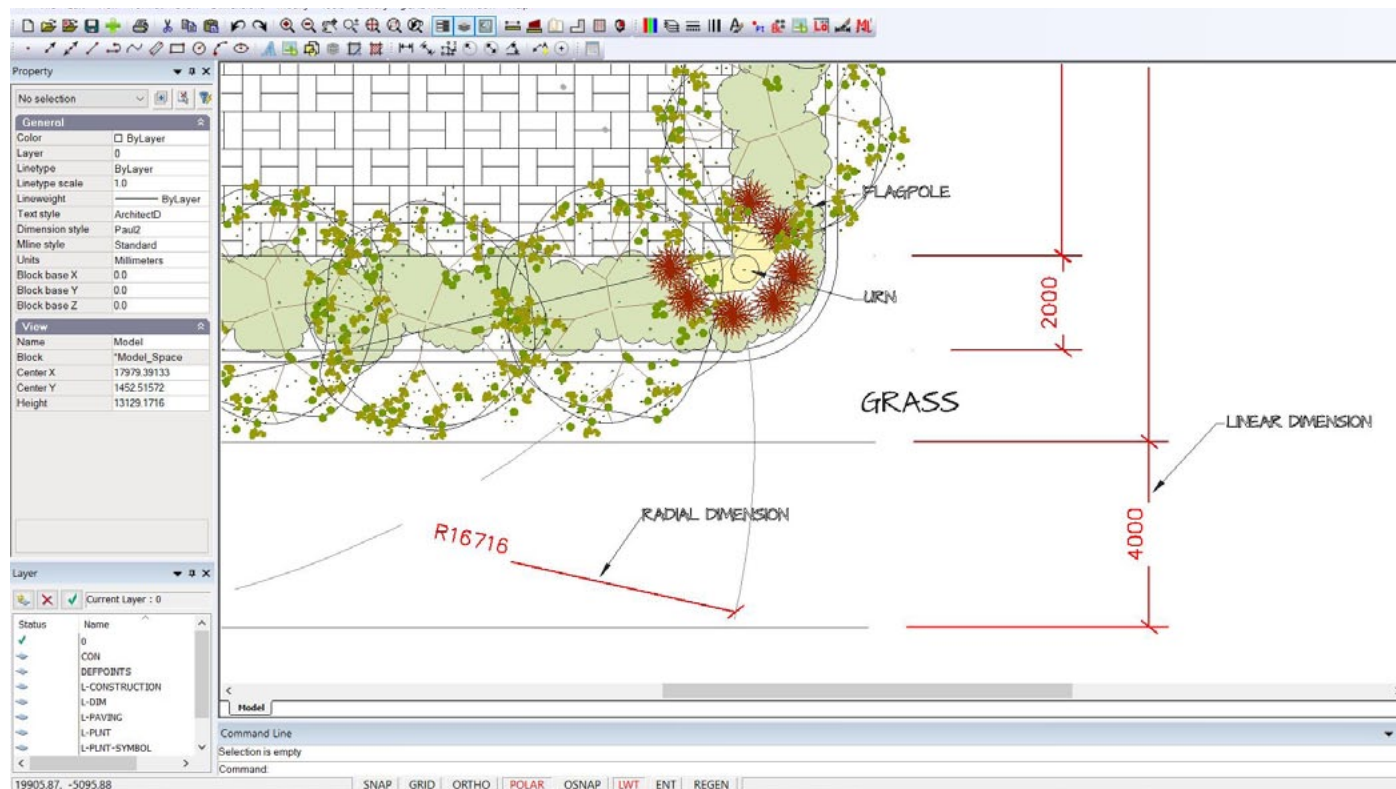 Property
No selection
General
Color ByLayer
Layer 0
Linetype ByLayer
Linetype scale 1.0
Lineweight ByLayer
Text style ArchitectD
Dimension style Paul2
Mline style Standard
Units Millimeters
Block base X 0.0
Block base Y 0.0
Block base Z 0.0
View
Name Model
Block *Model_Space
Center X 17979.39133
Center Y 1452.51572
Height 13129.1716
Layer
Current Layer : 0
Status Name
0
CON
DEFPOINTS
L-CONSTRUCTION
L-DIM
L-PAVING
L-PLNT
L-PLNT-SYMBOL
FLAGPOLE
URN
2000
GRASS
LINEAR DIMENSION
RADIAL DIMENSION
R16716
4000
Model
Command Line
Selection is empty
Command:
19905.87, -5095.88 SNAP GRID ORTHO POLAR OSNAP LWT ENT REGEN